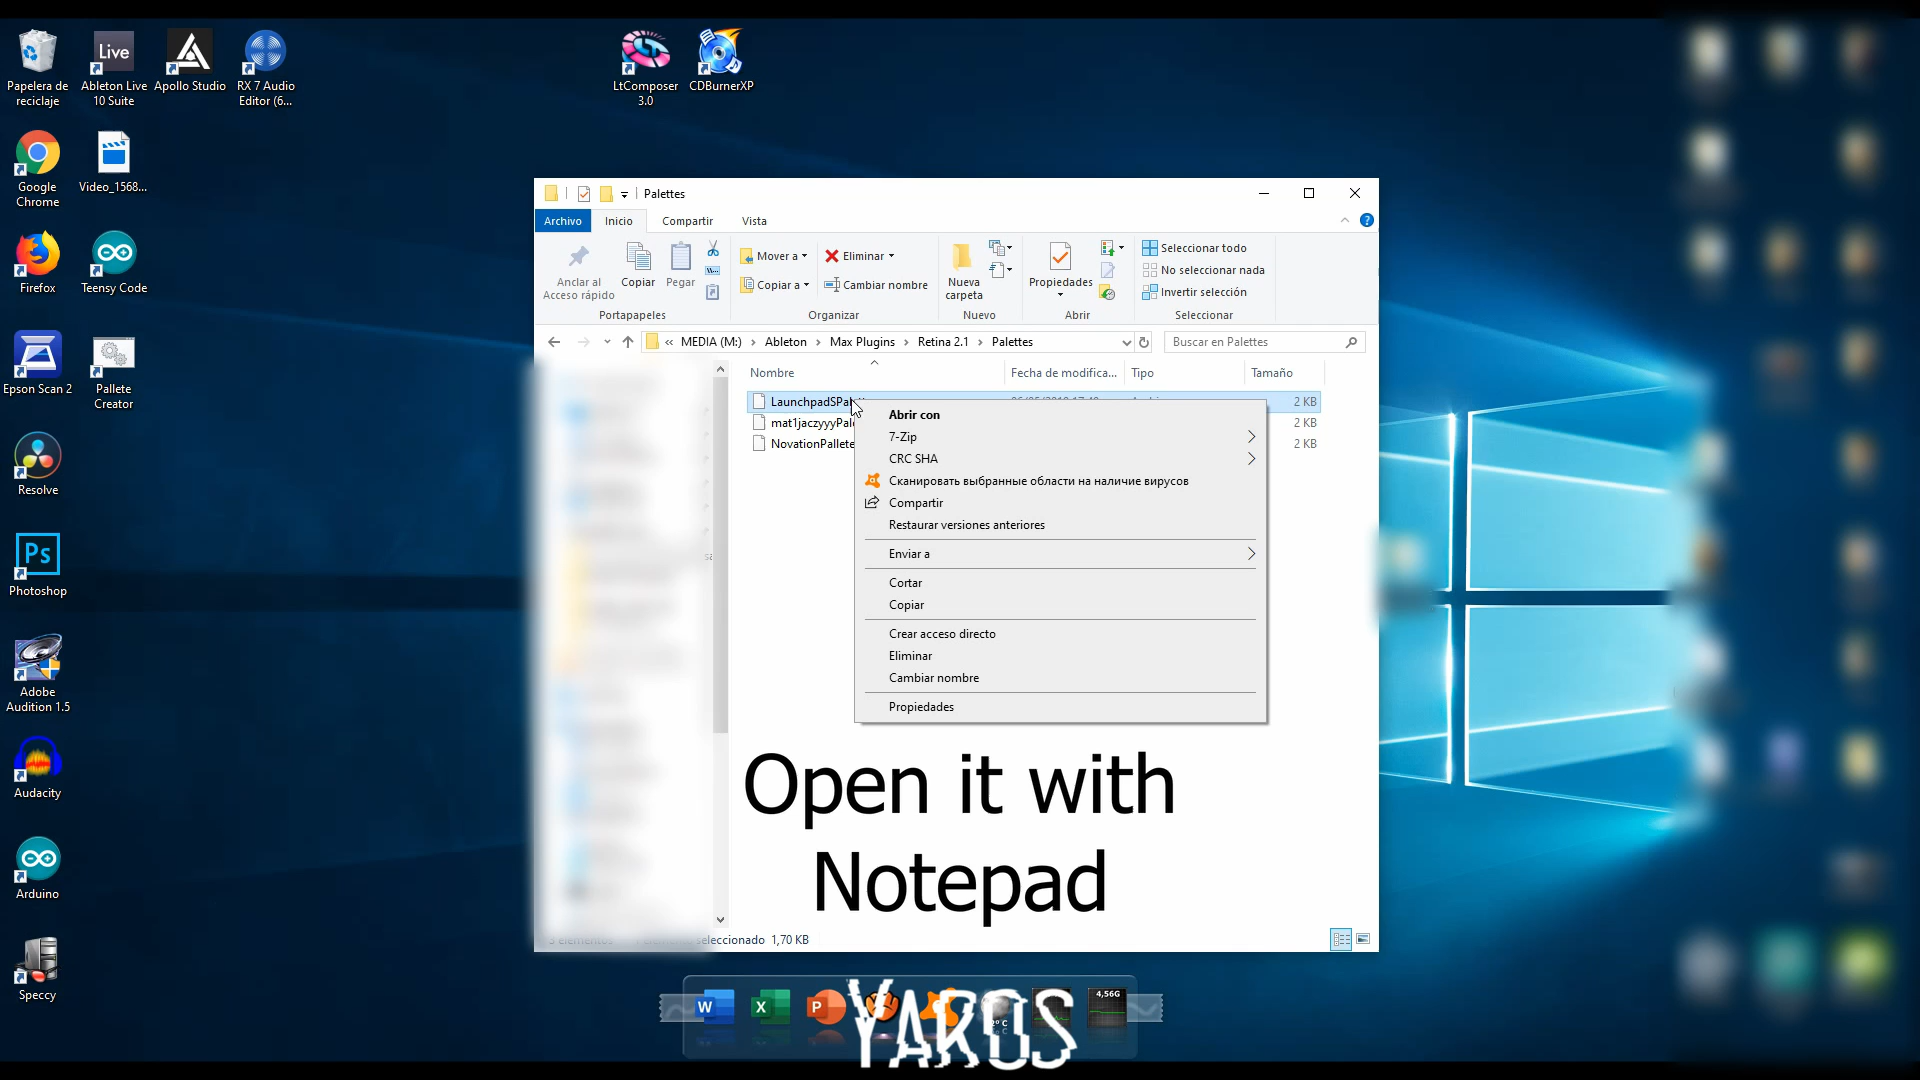 Papelera de
reciclaje
Live
Ableton Live
10 Suite
Apollo Studio
RX 7 Audio
Editor (6...
LtComposer
3.0
CDBurnerXP
Google
Chrome
Video_1568...
Firefox
Teensy Code
Epson Scan 2
Pallete
Creator
Resolve
Ps
Photoshop
Adobe
Audition 1.5
Audacity
Arduino
Speccy
Palettes
Archivo
Inicio
Compartir
Vista
Anclar al
Acceso rápido
Copiar
Pegar
Portapapeles
Mover a
Copiar a
Eliminar
Cambiar nombre
Organizar
Nueva
carpeta
Nuevo
Propiedades
Abrir
Seleccionar todo
No seleccionar nada
Invertir selección
Seleccionar
« MEDIA (M:) > Ableton > Max Plugins > Retina 2.1 > Palettes
Buscar en Palettes
Nombre
Fecha de modifica...
Tipo
Tamaño
2 KB
2 KB
NovationPallete
2 KB
Abrir con
7-Zip
CRC SHA
Сканировать выбранные области на наличие вирусов
Compartir
Restaurar versiones anteriores
Enviar a
Cortar
Copiar
Crear acceso directo
Eliminar
Cambiar nombre
Propiedades
Open it with
Notepad
3 elementos
seleccionado 1,70 KB
W
X
P
4,56G
YAROS